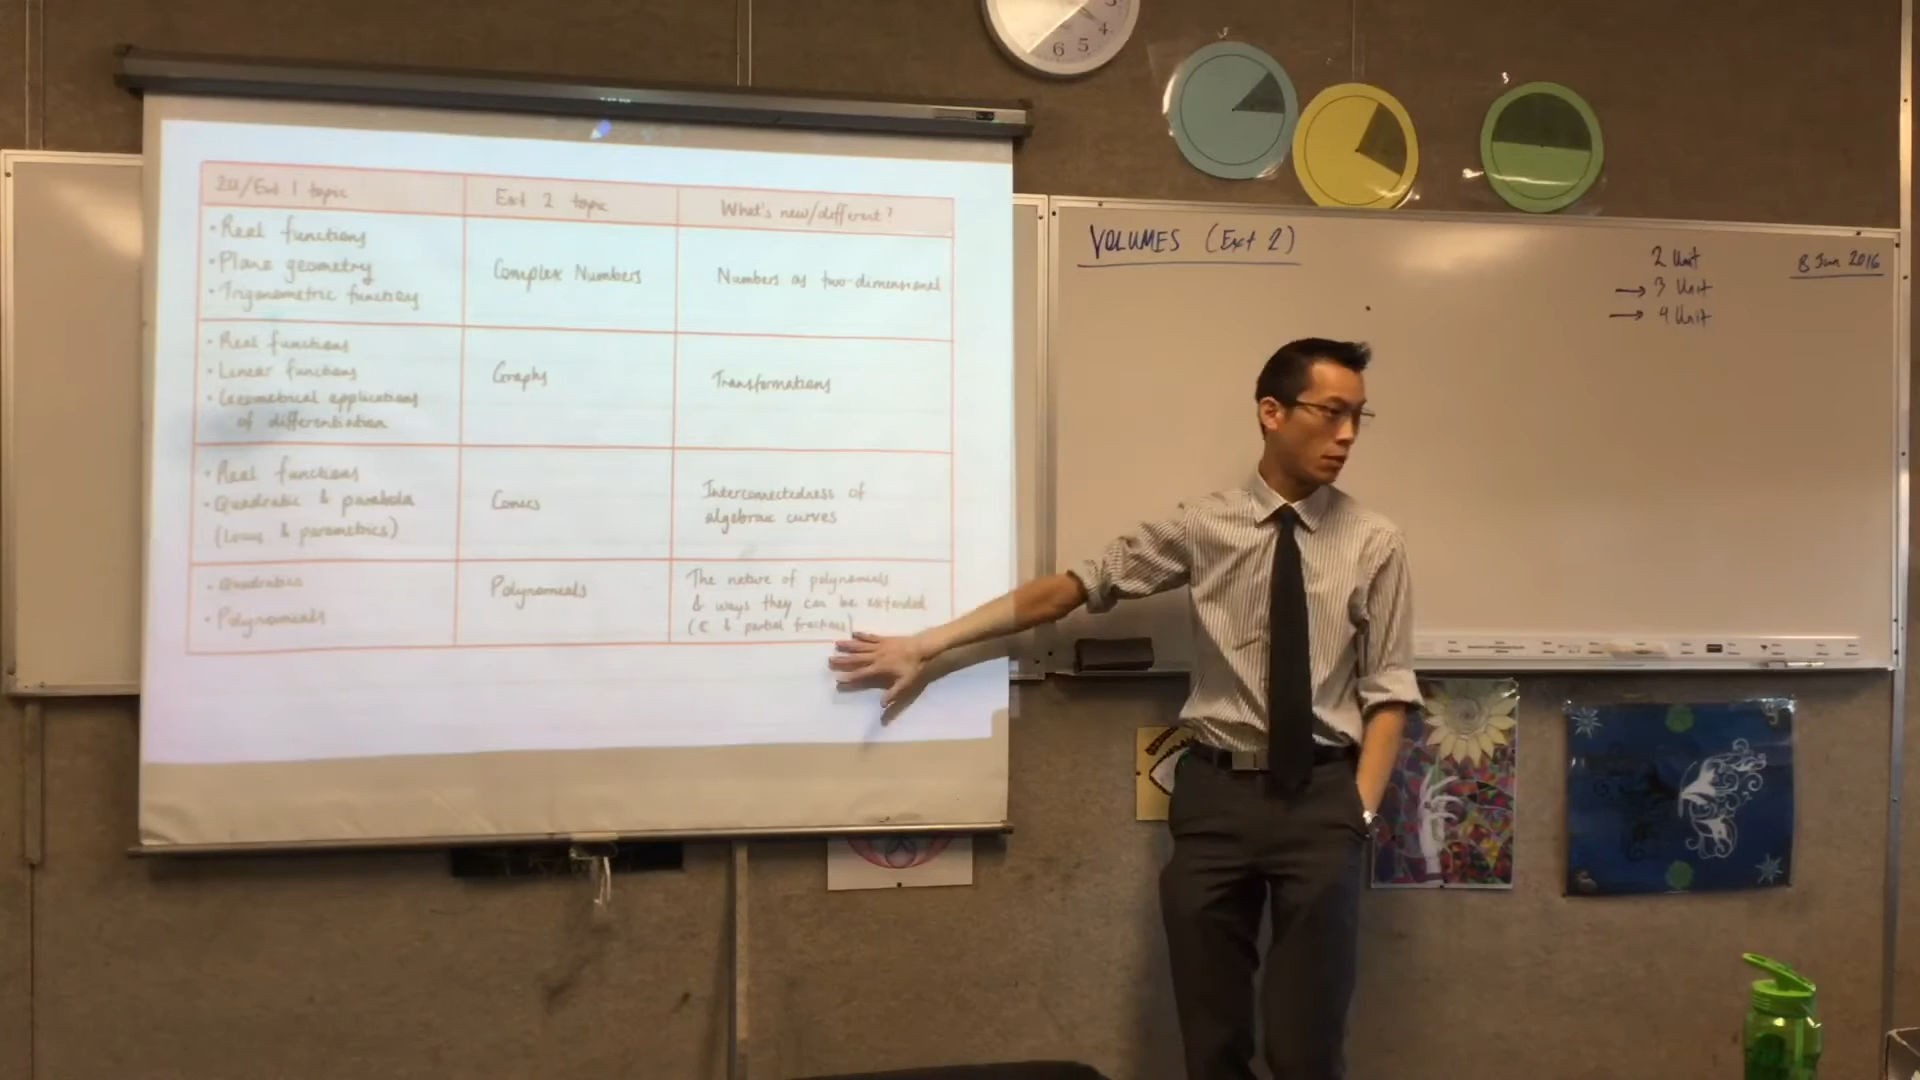 2U/Ext 1 topic
Ext 2 topic
What's new/different?
• Real functions
• Plane geometry
• Trigonometric functions
Complex Numbers
Numbers as two-dimensional
• Real functions
• Linear functions
• Geometrical applications
of differentiation
Graphs
Transformations
• Real functions
• Quadratic & parabola
(locus & parametrics)
Conics
Interconnectedness of
algebraic curves
• Quadratics
• Polynomials
Polynomials
The nature of polynomials
& ways they can be extended
(ℂ & partial fractions)
3
4
5
6
VOLUMES (Ext 2)
2 Unit
→ 3 Unit
→ 4 Unit
8 Jun 2016